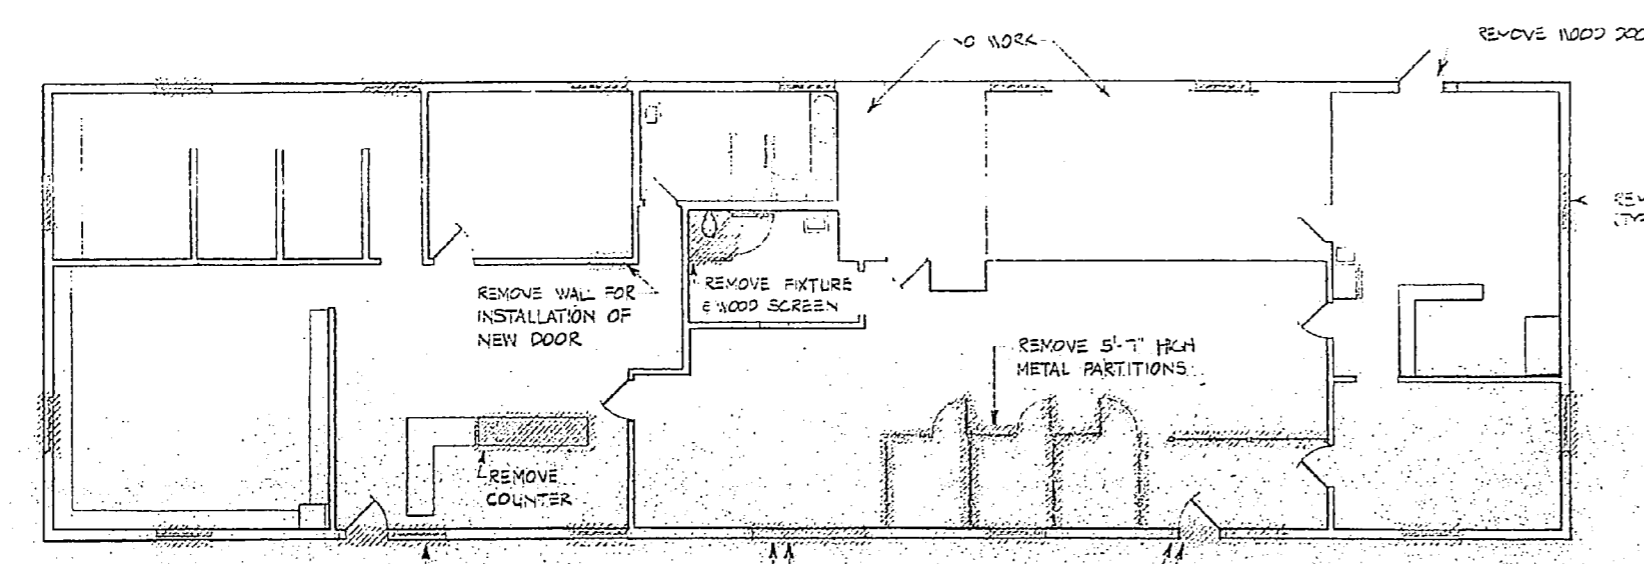 NO WORK
REMOVE WOOD
REMOVE WALL FOR
INSTALLATION OF
NEW DOOR
REMOVE FIXTURE
& WOOD SCREEN
REMOVE 5'-7" HIGH
METAL PARTITIONS
REMOVE
COUNTER